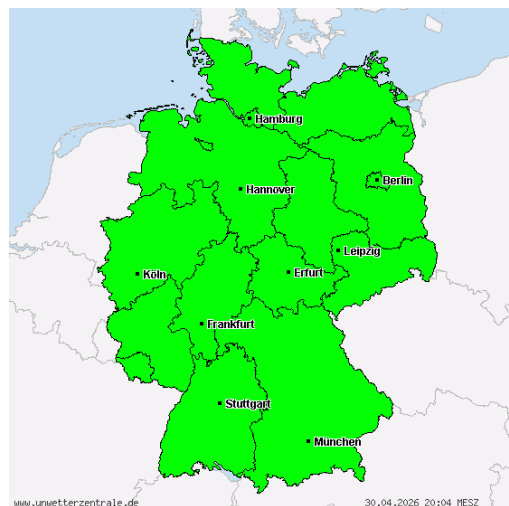 Hamburg
Berlin
Hannover
Leipzig
Köln
Erfurt
Frankfurt
Stuttgart
München
www.unwetterzentrale.de
30.04.2026 20:04 MESZ